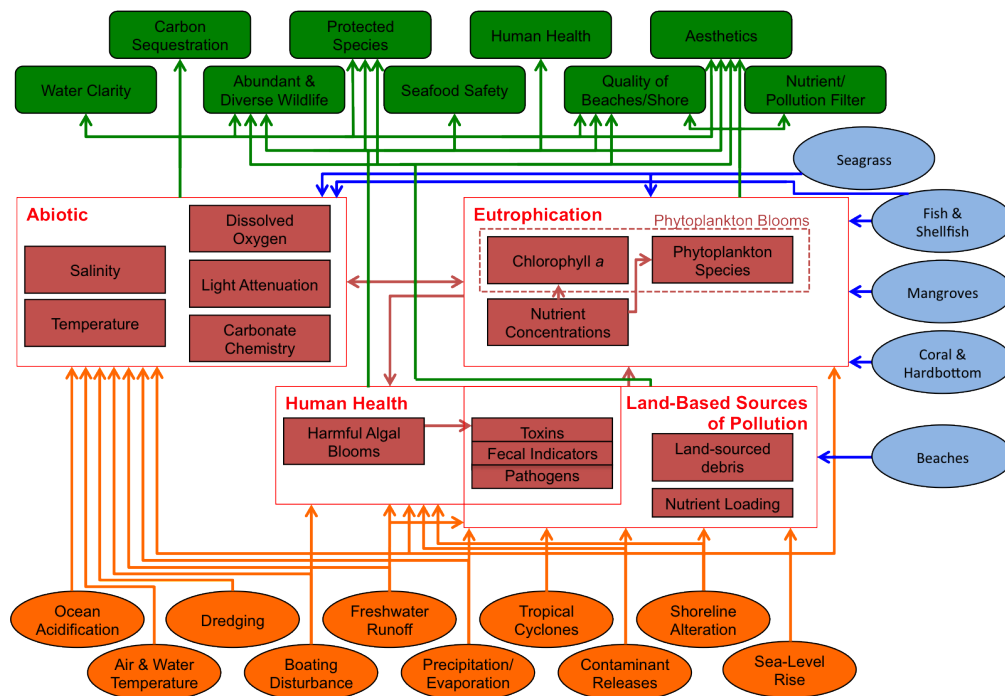 Carbon
Sequestration
Protected
Species
Human Health
Aesthetics
Water Clarity
Abundant &
Diverse Wildlife
Seafood Safety
Quality of
Beaches/Shore
Nutrient/
Pollution Filter
Seagrass
Abiotic
Dissolved
Oxygen
Salinity
Light Attenuation
Temperature
Carbonate
Chemistry
Eutrophication
Phytoplankton Blooms
Chlorophyll a
Phytoplankton
Species
Nutrient
Concentrations
Fish &
Shellfish
Mangroves
Coral &
Hardbottom
Human Health
Harmful Algal
Blooms
Toxins
Fecal Indicators
Pathogens
Land-Based Sources
of Pollution
Land-sourced
debris
Nutrient Loading
Beaches
Ocean
Acidification
Dredging
Freshwater
Runoff
Tropical
Cyclones
Shoreline
Alteration
Air & Water
Temperature
Boating
Disturbance
Precipitation/
Evaporation
Contaminant
Releases
Sea-Level
Rise